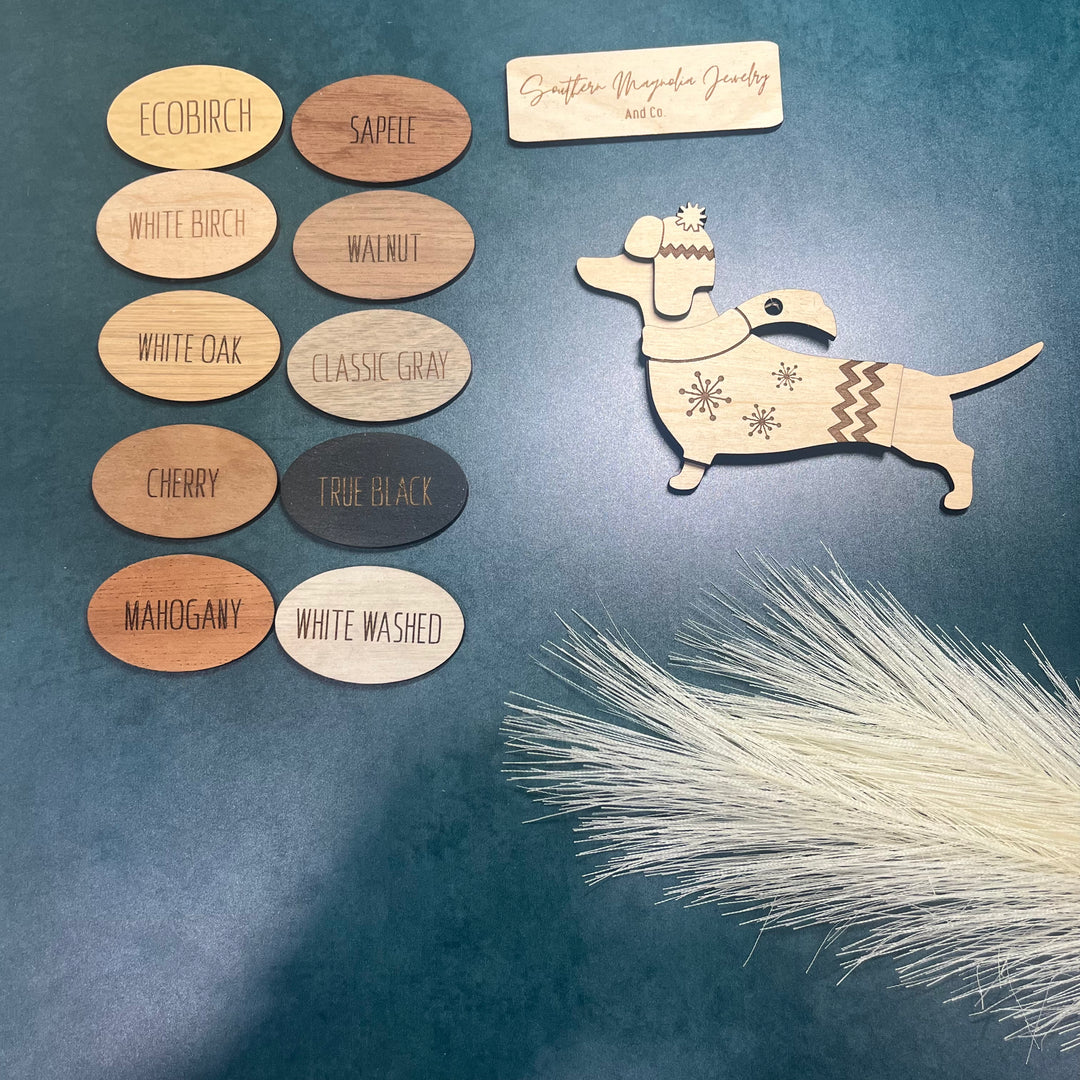 ECOBIRCH
SAPELE
WHITE BIRCH
WALNUT
WHITE OAK
CLASSIC GRAY
CHERRY
TRUE BLACK
MAHOGANY
WHITE WASHED
Southern Magnolia Jewelry
And Co.